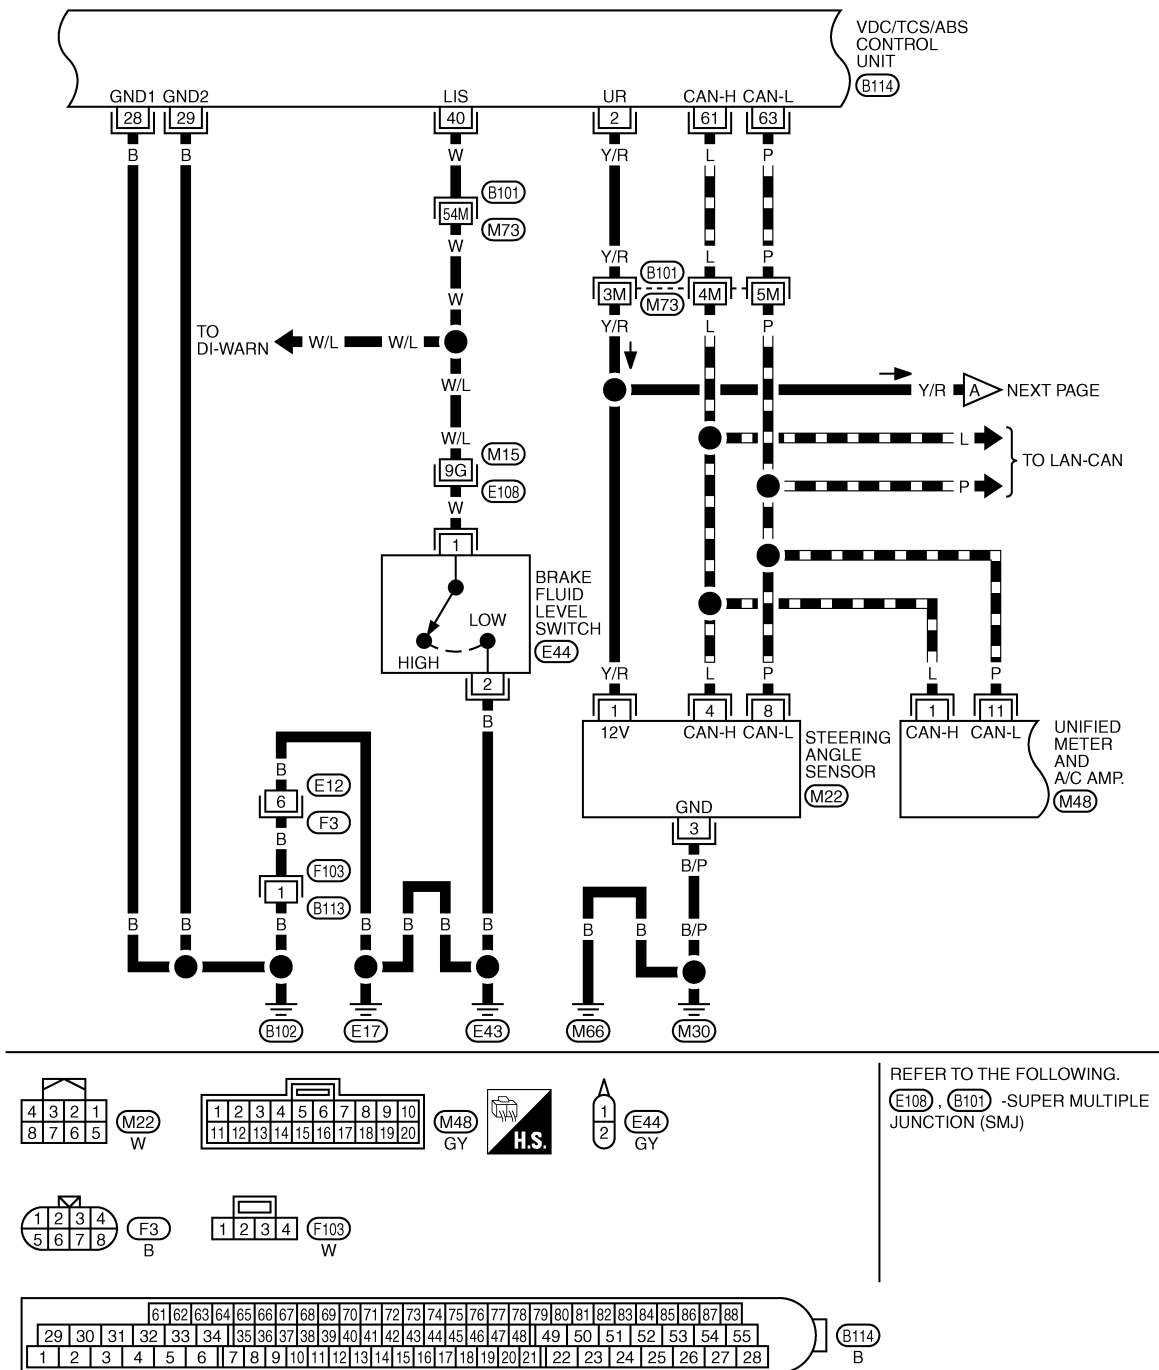 VDC/TCS/ABS
CONTROL
UNIT
B114
GND1 GND2 LIS UR CAN-H CAN-L
28 29 40 2 61 63
B B W Y/R L P
B101
54M
M73
W
Y/R L P
B101
3M 4M 5M
M73
W
Y/R L P
TO
DI-WARN
W/L W/L
W/L
Y/R A NEXT PAGE
W/L
L
TO LAN-CAN
P
M15
9G
E108
W
1
BRAKE
FLUID
LEVEL
SWITCH
E44
LOW
HIGH
2
B
Y/R L P L P
1 4 8 1 11
12V CAN-H CAN-L CAN-H CAN-L
STEERING
ANGLE
SENSOR
M22
UNIFIED
METER
AND
A/C AMP.
M48
GND
3
B/P
B
E12
6
F3
B
F103
1
B113
B B B B B B B B B B/P
B102 E17 E43 M66 M30
REFER TO THE FOLLOWING.
E108 , B101 -SUPER MULTIPLE
JUNCTION (SMJ)
4 3 2 1
8 7 6 5
M22
W
1 2 3 4 5 6 7 8 9 10
11 12 13 14 15 16 17 18 19 20
M48
GY
H.S.
1
2
E44
GY
1 2 3 4
5 6 7 8
F3
B
1 2 3 4
F103
W
61 62 63 64 65 66 67 68 69 70 71 72 73 74 75 76 77 78 79 80 81 82 83 84 85 86 87 88
29 30 31 32 33 34 35 36 37 38 39 40 41 42 43 44 45 46 47 48 49 50 51 52 53 54 55
1 2 3 4 5 6 7 8 9 10 11 12 13 14 15 16 17 18 19 20 21 22 23 24 25 26 27 28
B114
B